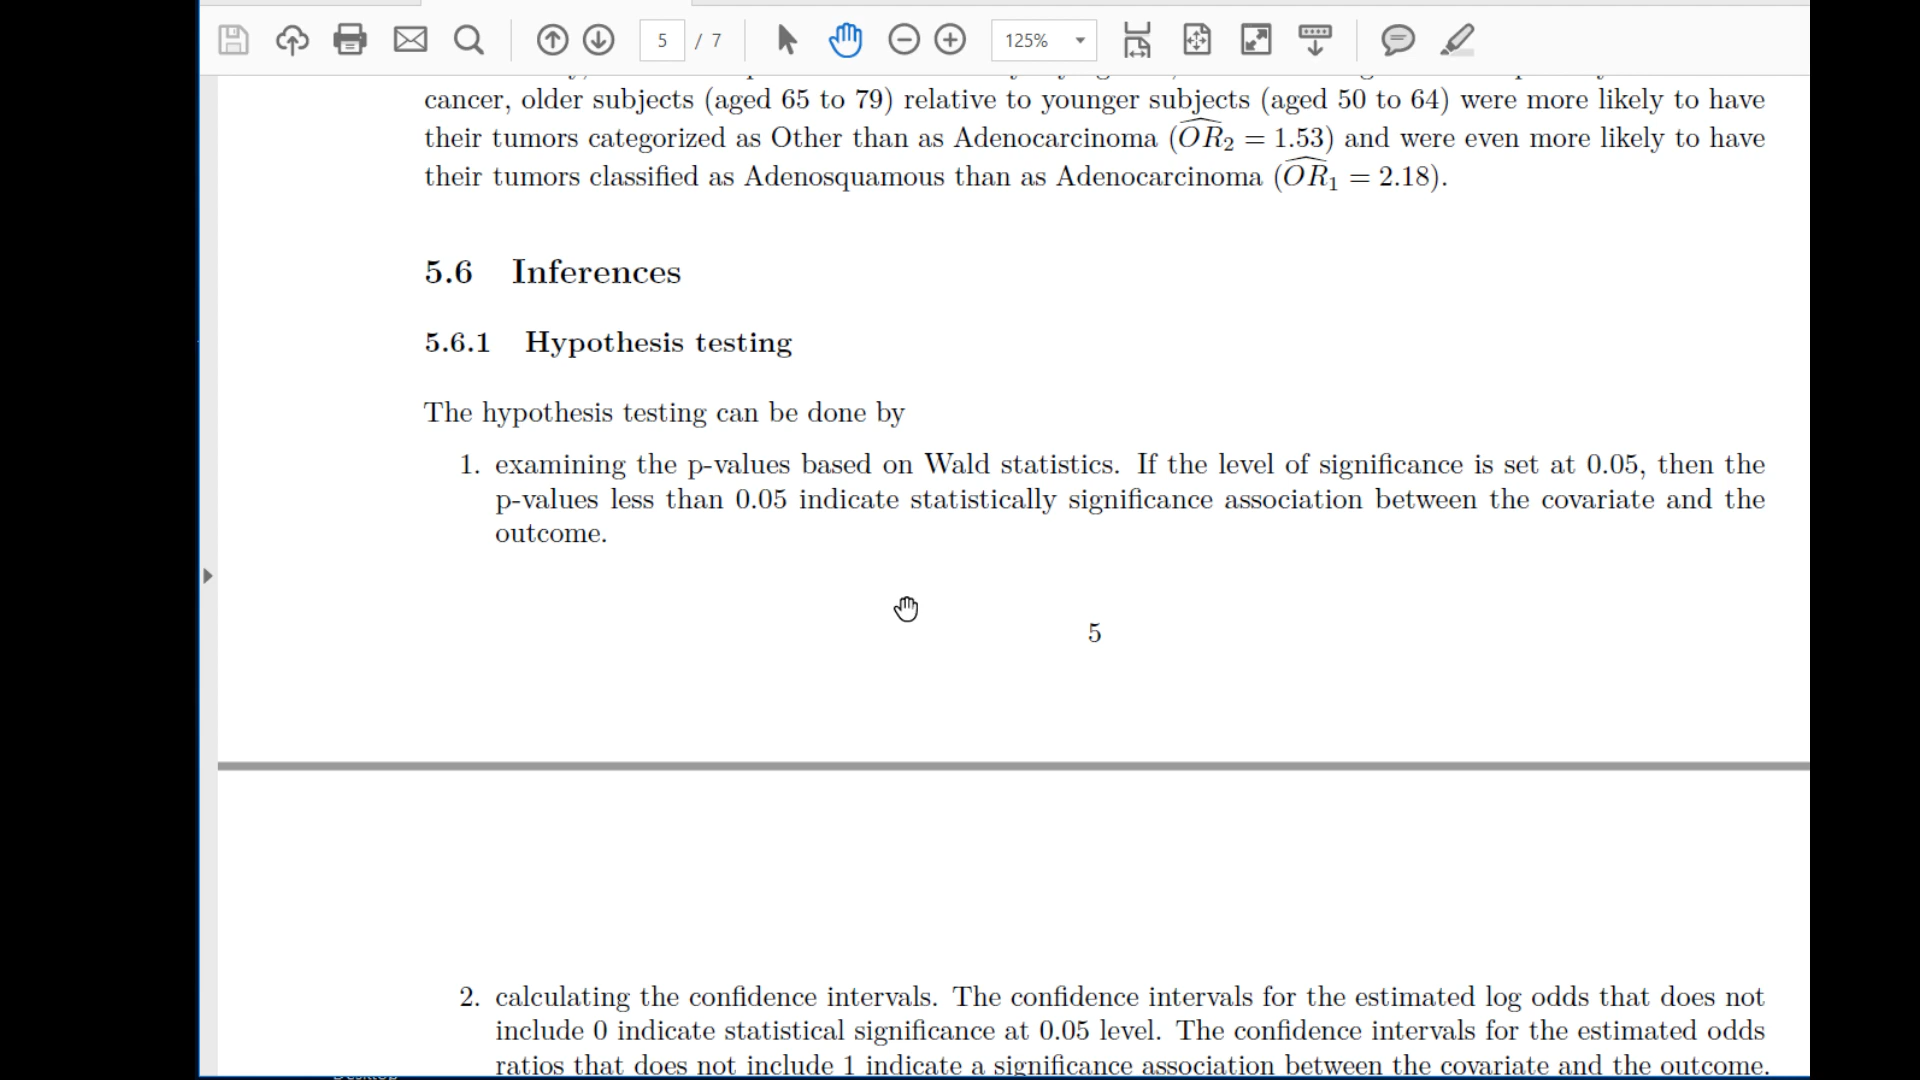 5 / 7
125%
cancer, older subjects (aged 65 to 79) relative to younger subjects (aged 50 to 64) were more likely to have
their tumors categorized as Other than as Adenocarcinoma (\widehat{OR}₂ = 1.53) and were even more likely to have
their tumors classified as Adenosquamous than as Adenocarcinoma (\widehat{OR}₁ = 2.18).
5.6 Inferences
5.6.1 Hypothesis testing
The hypothesis testing can be done by
1. examining the p-values based on Wald statistics. If the level of significance is set at 0.05, then the
p-values less than 0.05 indicate statistically significance association between the covariate and the
outcome.
5
2. calculating the confidence intervals. The confidence intervals for the estimated log odds that does not
include 0 indicate statistical significance at 0.05 level. The confidence intervals for the estimated odds
ratios that does not include 1 indicate a significance association between the covariate and the outcome.